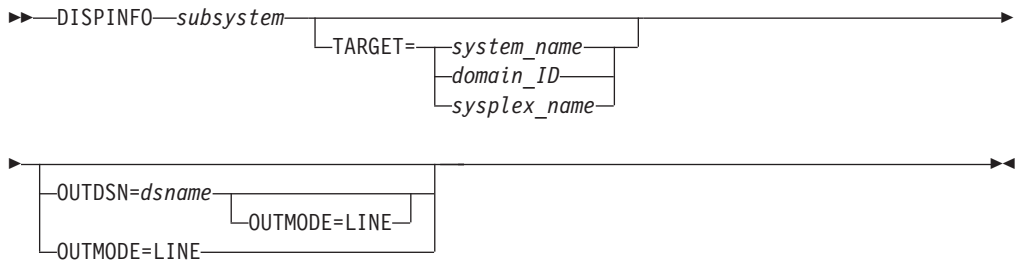 DISPINFO subsystem
TARGET= system_name
domain_ID
sysplex_name
OUTDSN=dsname
OUTMODE=LINE
OUTMODE=LINE